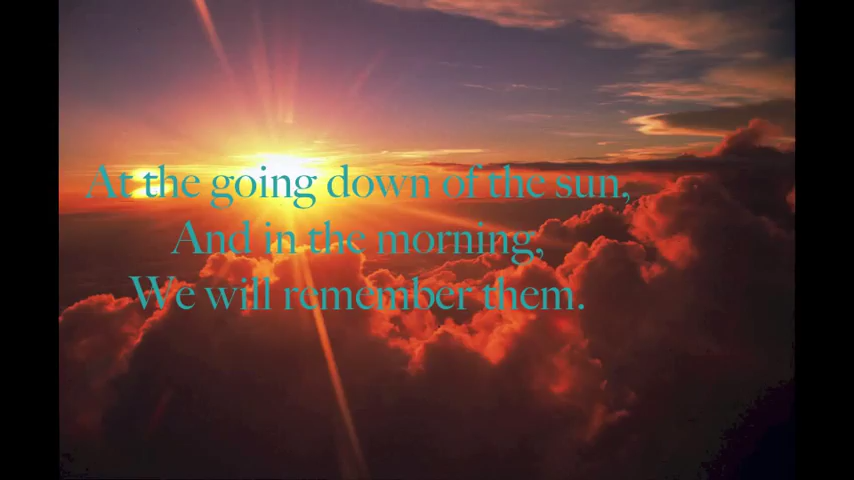 At the going down of the sun,
And in the morning,
We will remember them.